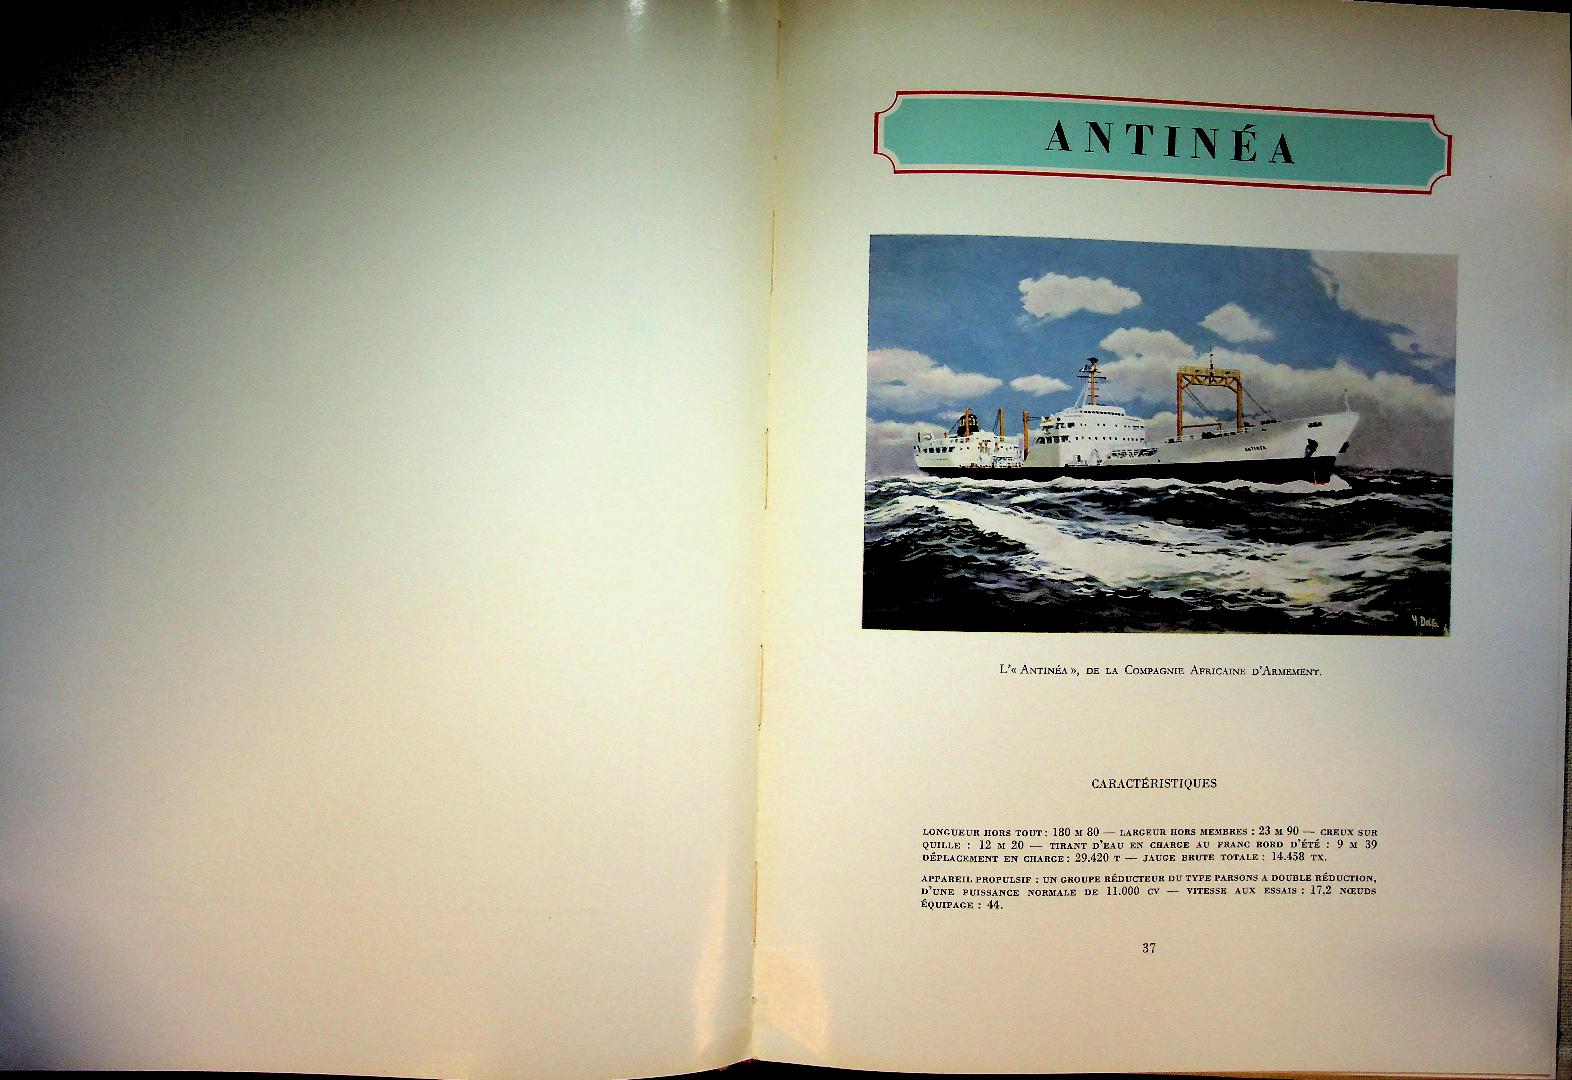 ANTINÉA
ANTINÉA
L'« Antinéa », de la Compagnie Africaine d'Armement.
CARACTÉRISTIQUES
LONGUEUR HORS TOUT : 180 M 80 — LARGEUR HORS MEMBRES : 23 M 90 — CREUX SUR
QUILLE : 12 M 20 — TIRANT D'EAU EN CHARGE AU FRANC BORD D'ÉTÉ : 9 M 39
DÉPLACEMENT EN CHARGE : 29.420 T — JAUGE BRUTE TOTALE : 14.458 TX.
APPAREIL PROPULSIF : UN GROUPE RÉDUCTEUR DU TYPE PARSONS A DOUBLE RÉDUCTION,
D'UNE PUISSANCE NORMALE DE 11.000 CV — VITESSE AUX ESSAIS : 17,2 NŒUDS
ÉQUIPAGE : 44.
37